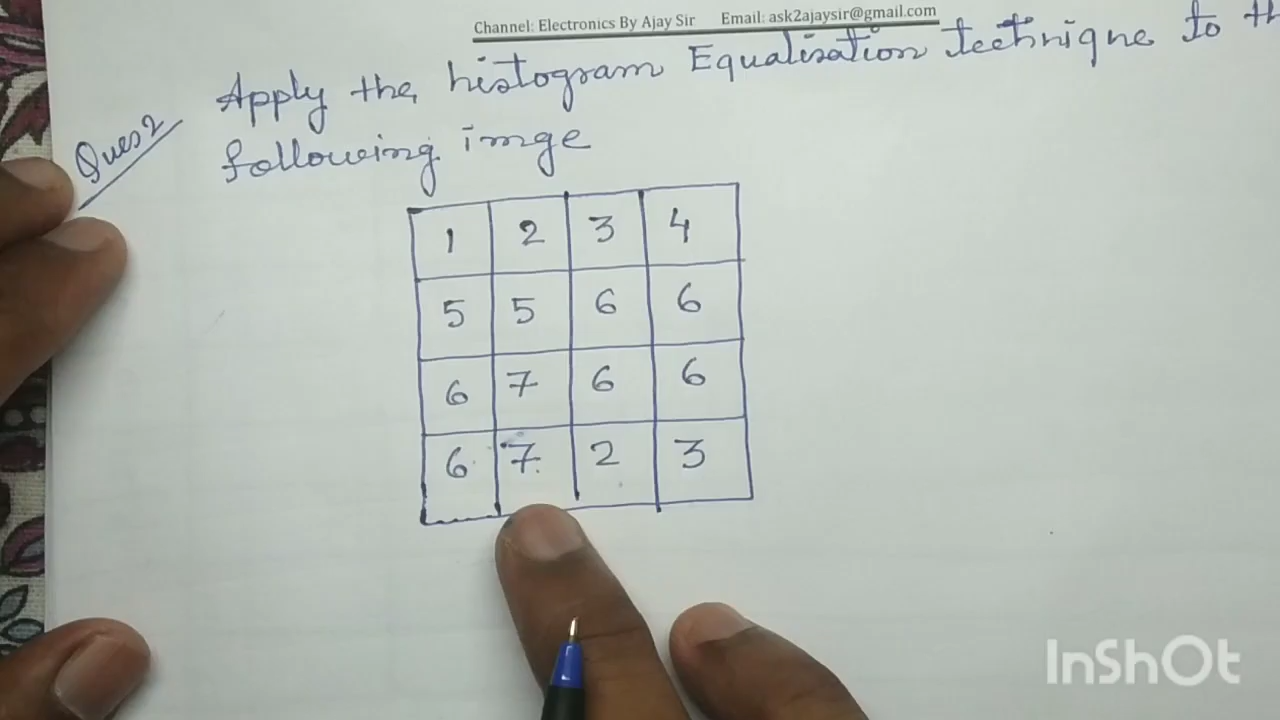 Channel: Electronics By Ajay Sir Email: ask2ajaysir@gmail.com
Ques2 Apply the histogram Equalisation technique to th
following imge
1 2 3 4
5 5 6 6
6 7 6 6
6 7 2 3
InShOt